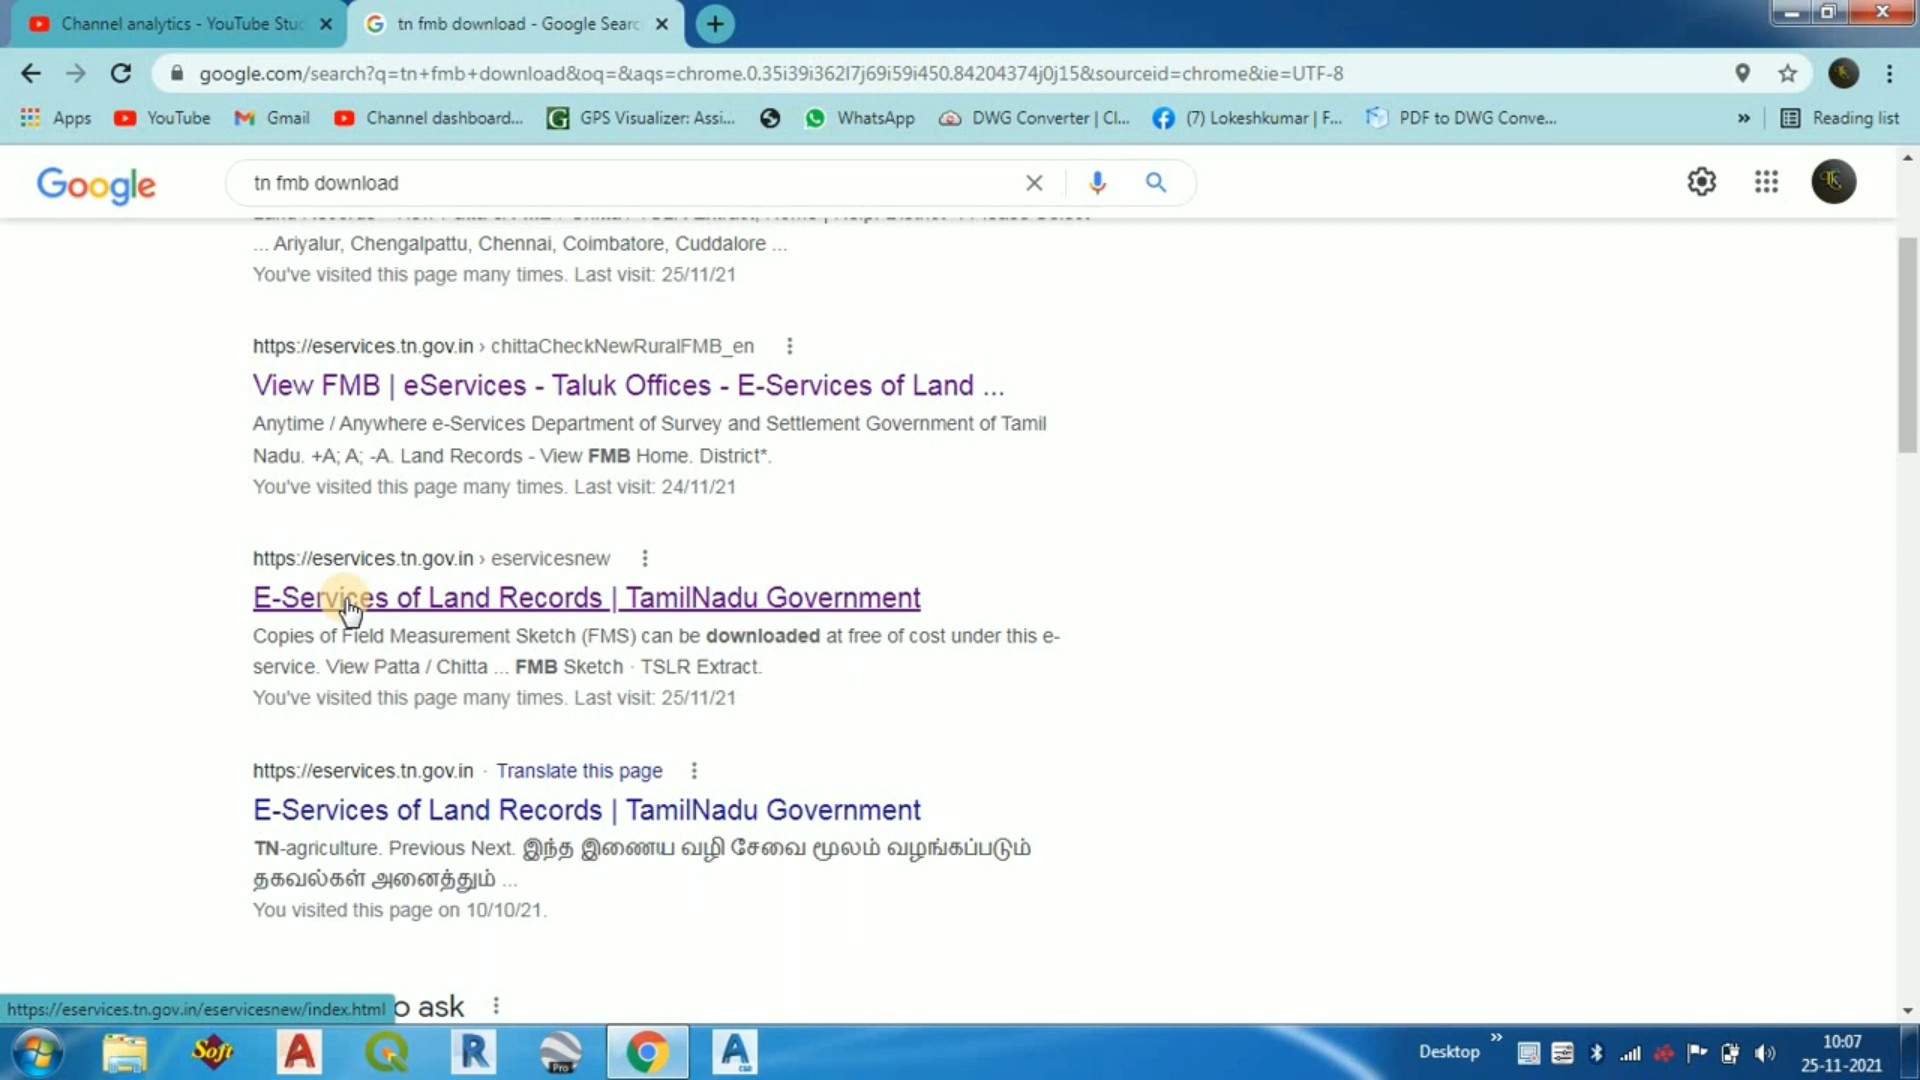 Channel analytics - YouTube Stu
tn fmb download - Google Searc
google.com/search?q=tn+fmb+download&oq=&aqs=chrome.0.35i39i362l7j69i59i450.84204374j0j15&sourceid=chrome&ie=UTF-8
Apps YouTube Gmail Channel dashboard... GPS Visualizer: Assi... WhatsApp DWG Converter | Cl... (7) Lokeshkumar | F... PDF to DWG Conve... » Reading list
Google
tn fmb download
... Ariyalur, Chengalpattu, Chennai, Coimbatore, Cuddalore ...
You've visited this page many times. Last visit: 25/11/21
https://eservices.tn.gov.in › chittaCheckNewRuralFMB_en
View FMB | eServices - Taluk Offices - E-Services of Land ...
Anytime / Anywhere e-Services Department of Survey and Settlement Government of Tamil
Nadu. +A; A; -A. Land Records - View FMB Home. District*.
You've visited this page many times. Last visit: 24/11/21
https://eservices.tn.gov.in › eservicesnew
E-Services of Land Records | TamilNadu Government
Copies of Field Measurement Sketch (FMS) can be downloaded at free of cost under this e-
service. View Patta / Chitta ... FMB Sketch · TSLR Extract.
You've visited this page many times. Last visit: 25/11/21
https://eservices.tn.gov.in · Translate this page
E-Services of Land Records | TamilNadu Government
TN-agriculture. Previous Next. இந்த இணைய வழி சேவை மூலம் வழங்கப்படும்
தகவல்கள் அனைத்தும் ...
You visited this page on 10/10/21.
o ask
https://eservices.tn.gov.in/eservicesnew/index.html
Soft
Pro
Desktop »
10:07
25-11-2021